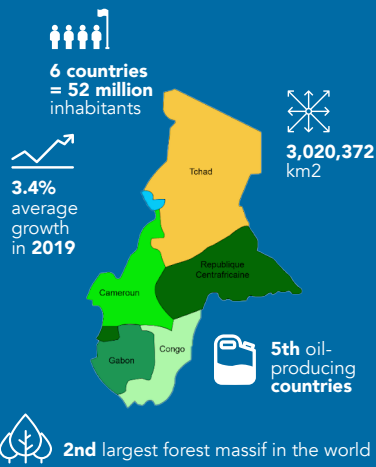 6 countries
= 52 million
inhabitants
3,020,372
km2
3.4%
average
growth
in 2019
Tchad
Republique
Centrafricaine
Cameroun
Congo
Gabon
5th oil-
producing
countries
2nd largest forest massif in the world